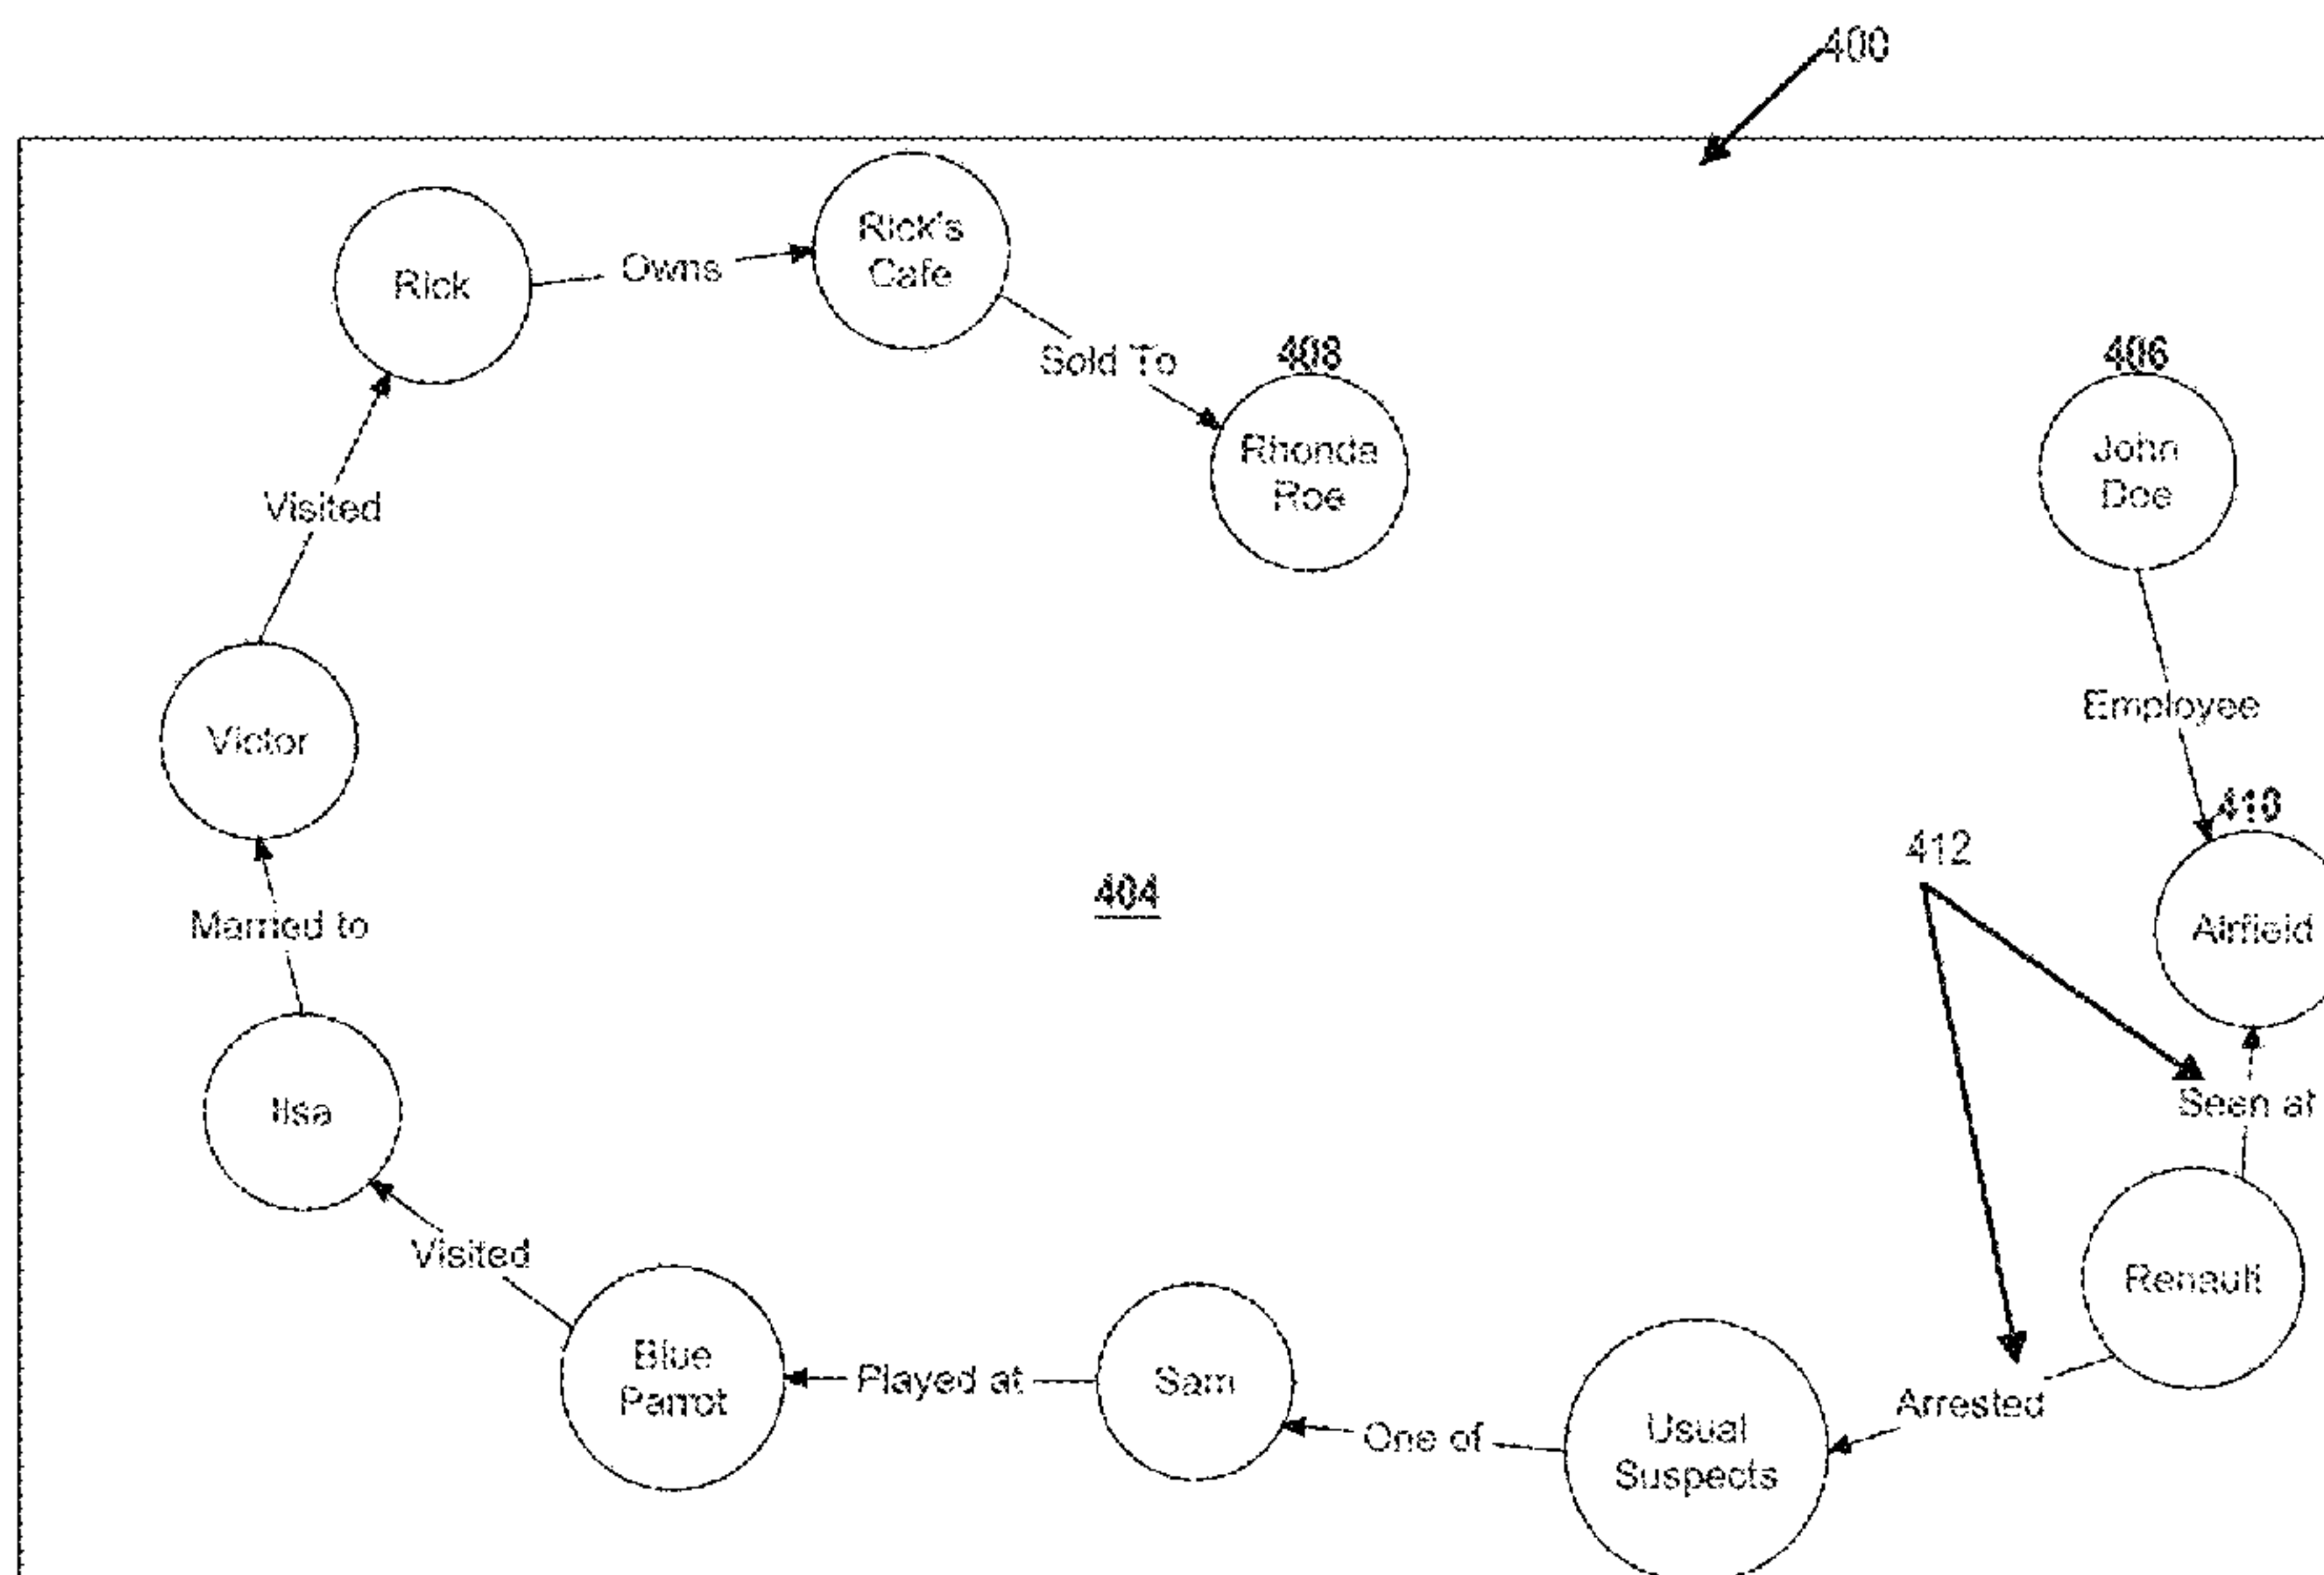 400
Rick
Owns
Rick's
Cafe
Sold To
408
Rhonda
Roe
406
John
Doe
Visited
Employee
Victor
410
412
Airfield
404
Married to
Seen at
Ilsa
Visited
Renault
Blue
Parrot
Played at
Sam
One of
Usual
Suspects
Arrested